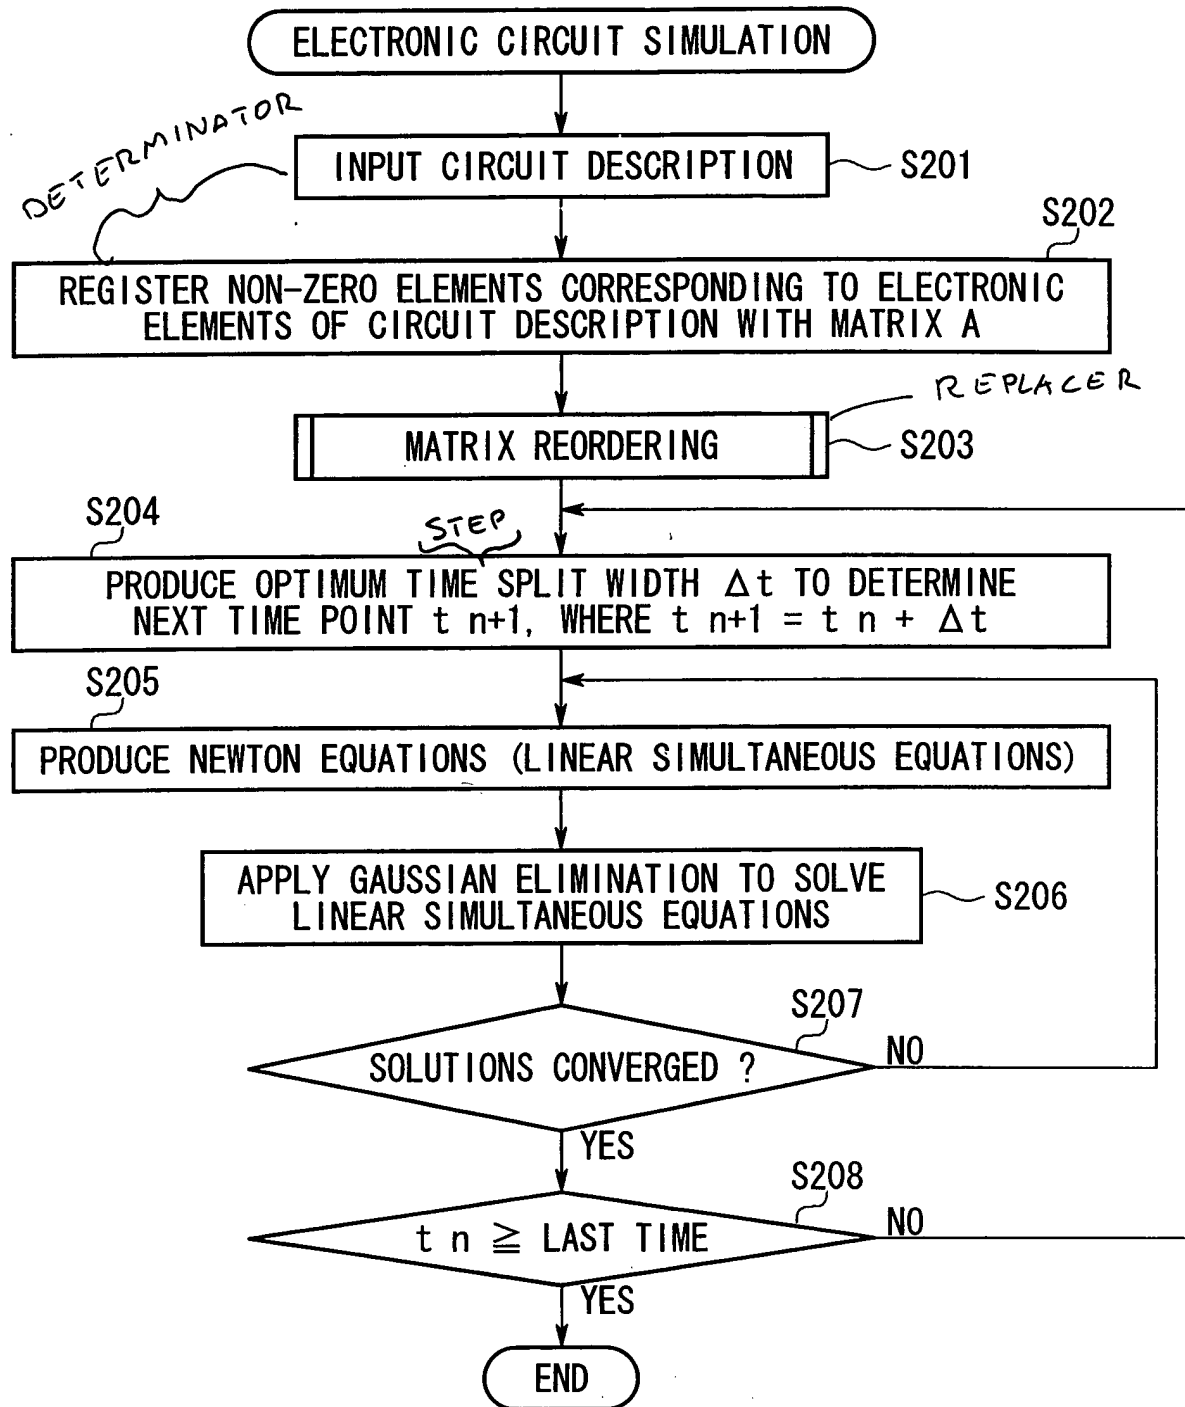 ELECTRONIC CIRCUIT SIMULATION
DETERMINATOR
INPUT CIRCUIT DESCRIPTION
S201
S202
REGISTER NON-ZERO ELEMENTS CORRESPONDING TO ELECTRONIC
ELEMENTS OF CIRCUIT DESCRIPTION WITH MATRIX A
REPLACER
MATRIX REORDERING
S203
S204
STEP
PRODUCE OPTIMUM TIME SPLIT WIDTH Δt TO DETERMINE
NEXT TIME POINT t n+1, WHERE t n+1 = t n + Δt
S205
PRODUCE NEWTON EQUATIONS (LINEAR SIMULTANEOUS EQUATIONS)
APPLY GAUSSIAN ELIMINATION TO SOLVE
LINEAR SIMULTANEOUS EQUATIONS
S206
S207
SOLUTIONS CONVERGED ?
NO
YES
S208
t n ≧ LAST TIME
NO
YES
END